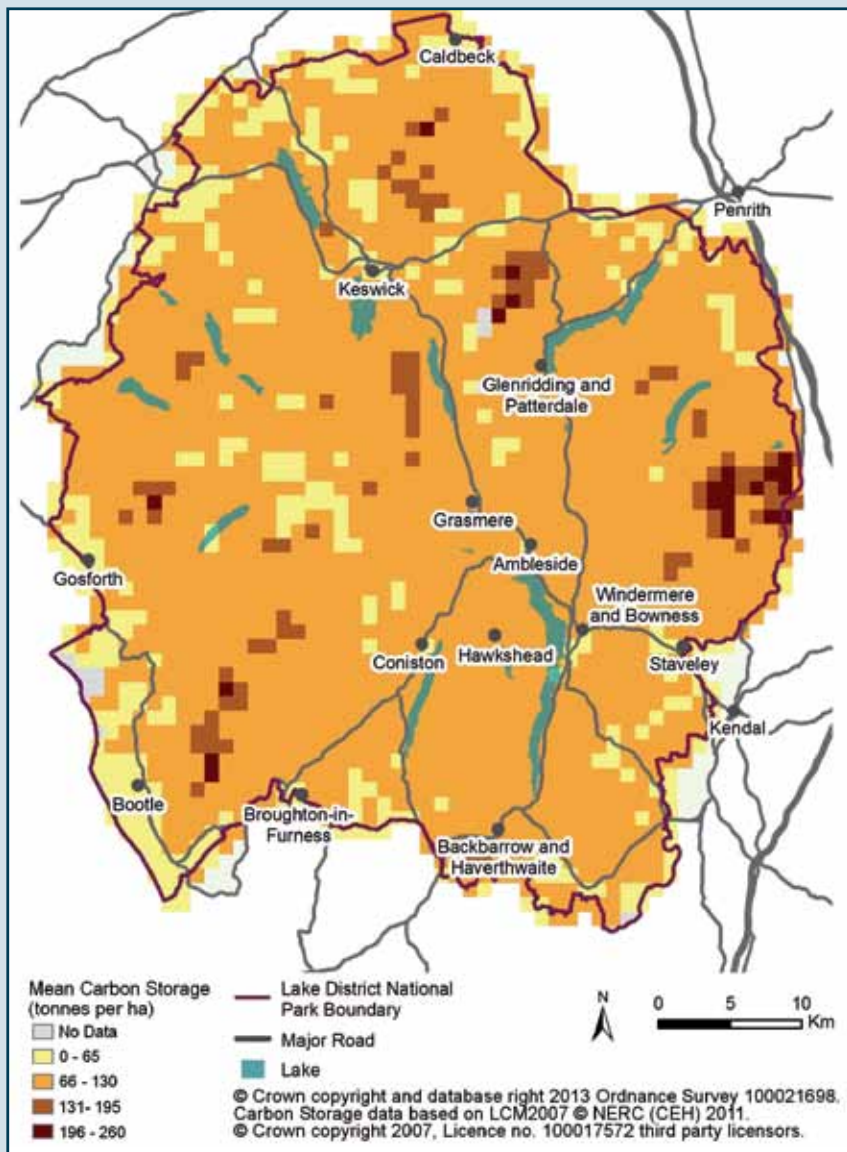 Caldbeck
Penrith
Keswick
Glenridding and
Patterdale
Grasmere
Ambleside
Gosforth
Windermere
and Bowness
Coniston
Hawkshead
Staveley
Kendal
Bootle
Broughton-in-
Furness
Backbarrow and
Haverthwaite
Mean Carbon Storage
(tonnes per ha)
No Data
0 - 65
66 - 130
131- 195
196 - 260
Lake District National
Park Boundary
Major Road
Lake
N
0 5 10
Km
© Crown copyright and database right 2013 Ordnance Survey 100021698.
Carbon Storage data based on LCM2007 © NERC (CEH) 2011.
© Crown copyright 2007, Licence no. 100017572 third party licensors.